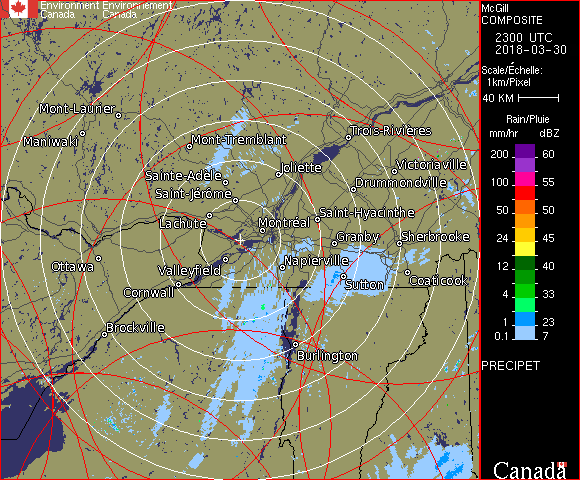 Environment Environnement
Canada Canada
McGill
COMPOSITE
2300 UTC
2018-03-30
Scale/Échelle:
1km/Pixel
40 KM
Rain/Pluie
mm/hr dBZ
200 60
100 55
50 50
24 45
12 40
4 33
1 23
0.1 7
PRECIPET
Canada
Mont-Laurier
Maniwaki
Mont-Tremblant
Trois-Rivières
Sainte-Adèle
Joliette
Victoriaville
Saint-Jérôme
Drummondville
Lachute
Montréal
Saint-Hyacinthe
Granby
Sherbrooke
Ottawa
Valleyfield
Napierville
Coaticook
Cornwall
Sutton
Brockville
Burlington